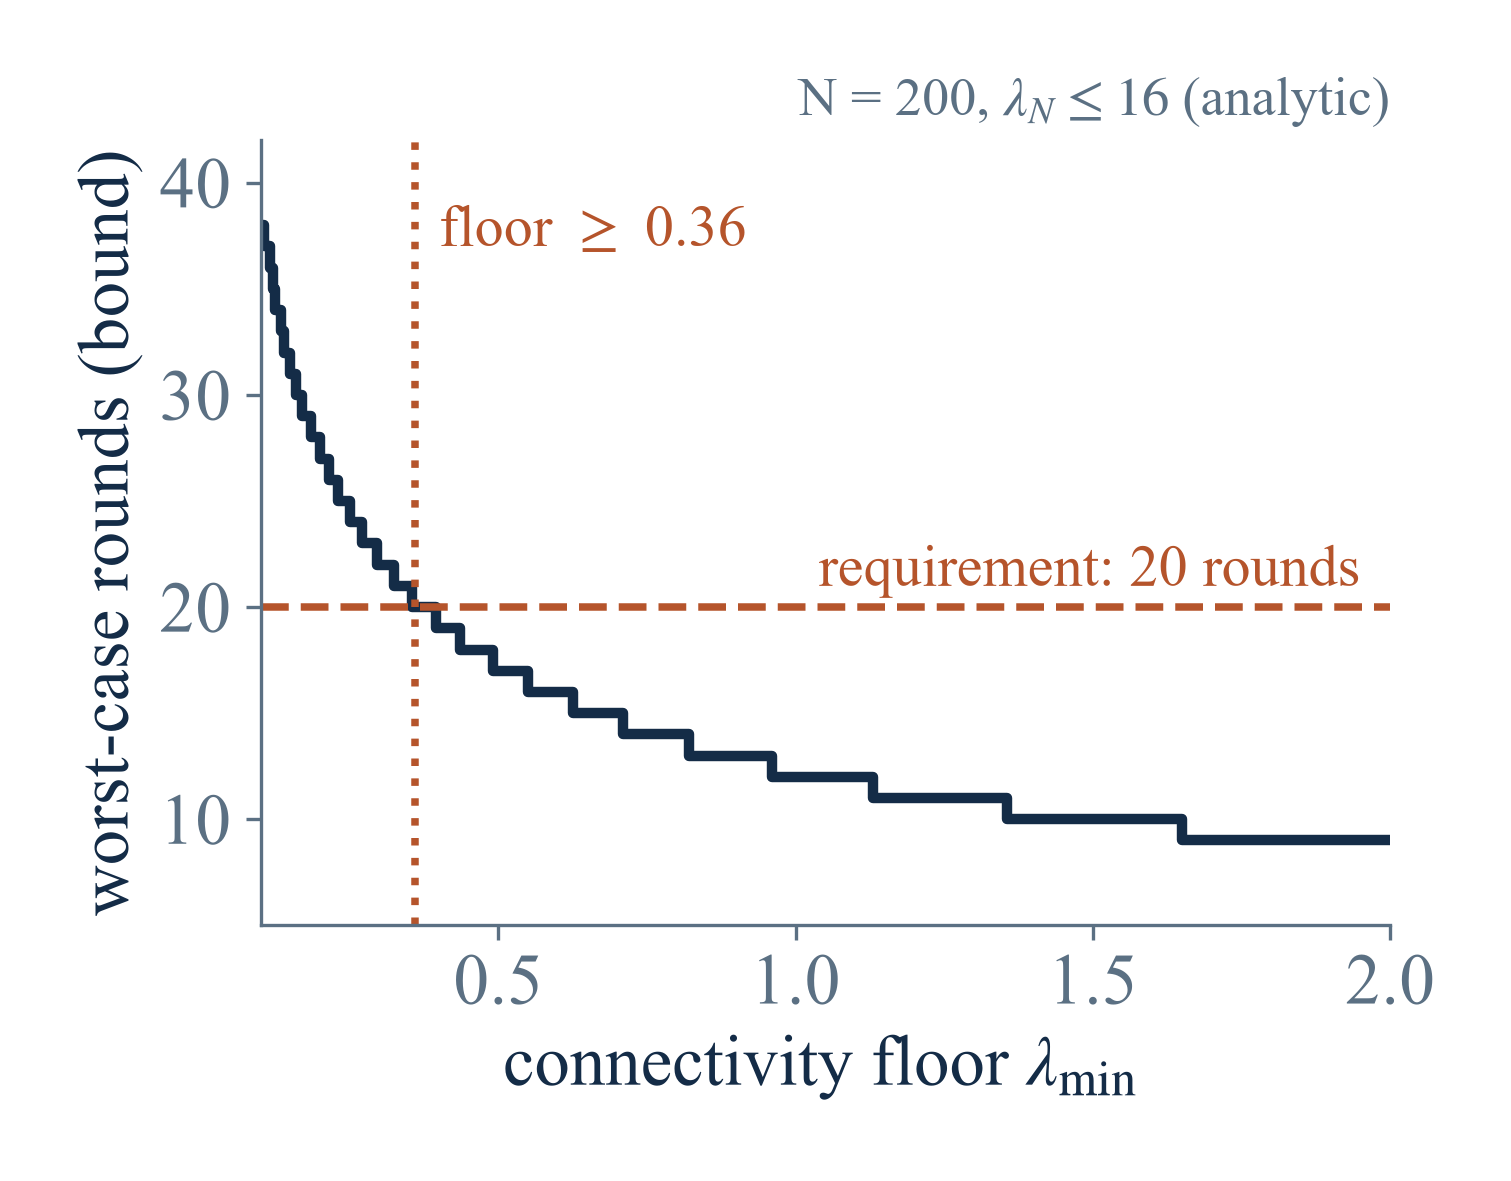 N = 200, λN ≤ 16 (analytic)
worst-case rounds (bound)
40
30
20
10
floor ≥ 0.36
requirement: 20 rounds
0.5 1.0 1.5 2.0
connectivity floor λmin